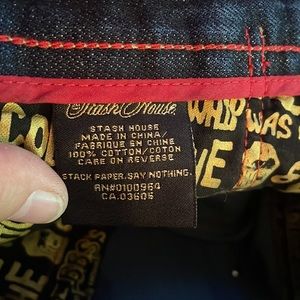 Stash House
STASH HOUSE
MADE IN CHINA/
FABRIQUE EN CHINE
100% COTTON/COTON
CARE ON REVERSE
STACK PAPER, SAY NOTHING.
RN#0100964
CA.03605
WAS